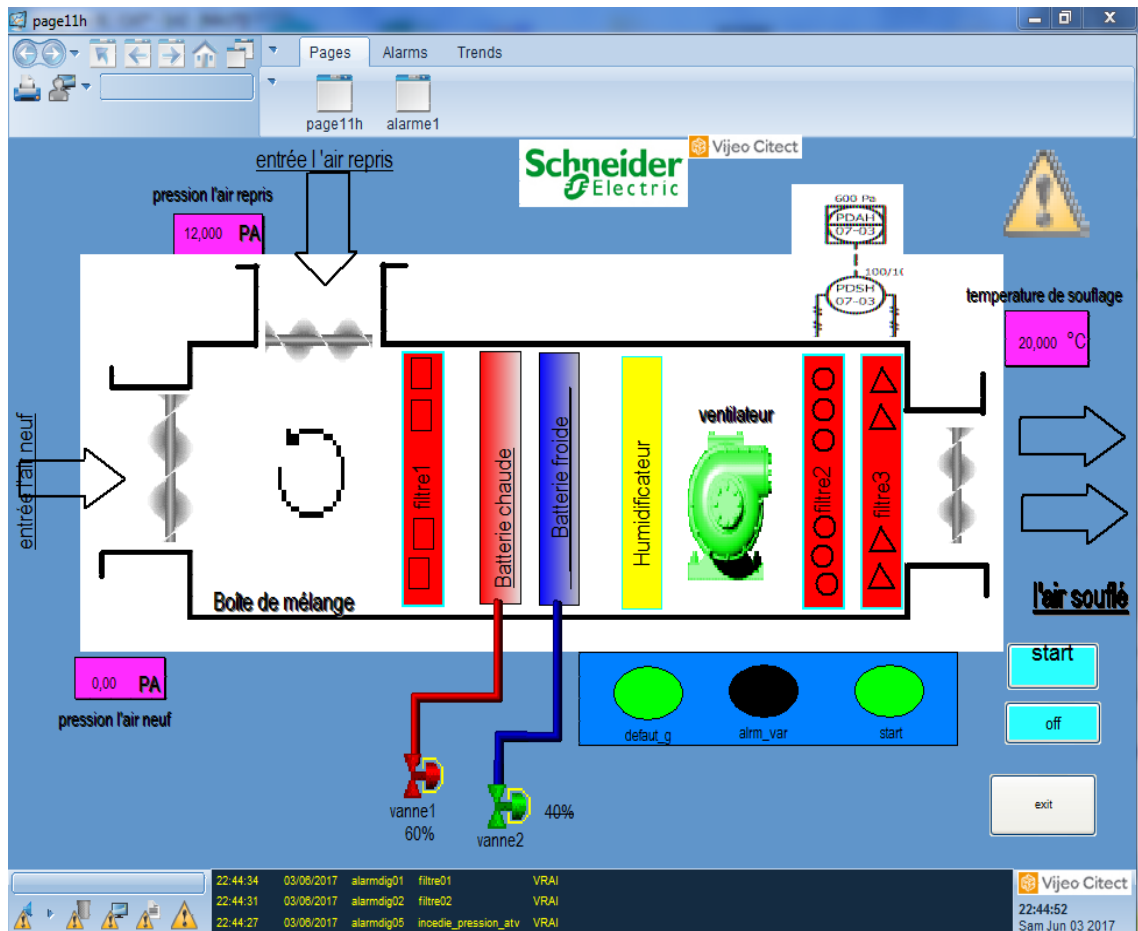 page11h
Pages Alarms Trends
page11h alarme1
entrée l 'air repris
Schneider Electric
Vijeo Citect
pression l'air repris
12,000 PA
600 Pa
PDAH
07-03
100/10
PDSH
07-03
temperature de souflage
20,000 °C
entrée l'air neuf
filtre1
Batterie chaude
Batterie froide
Humidificateur
ventilateur
filtre2
filtre3
Boîte de mélange
l'air souflé
0,00 PA
pression l'air neuf
defaut_g
alrm_var
start
start
off
exit
vanne1
60%
vanne2
40%
22:44:34 03/06/2017 alarmdig01 filtre01 VRAI
22:44:31 03/06/2017 alarmdig02 filtre02 VRAI
22:44:27 03/06/2017 alarmdig05 incedie_pression_atv VRAI
Vijeo Citect
22:44:52
Sam Jun 03 2017